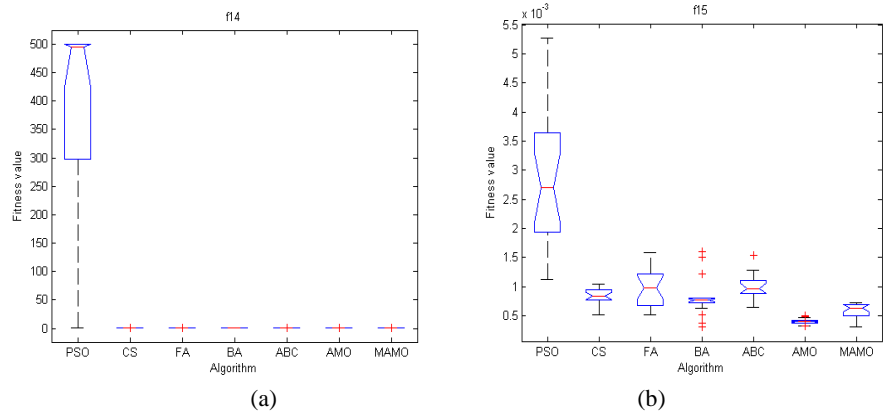 f14
500
450
400
350
300
250
200
150
100
50
0
Fitness value
PSO CS FA BA ABC AMO MAMO
Algorithm
(a)
f15
x 10^-3
5.5
5
4.5
4
3.5
3
2.5
2
1.5
1
0.5
Fitness value
PSO CS FA BA ABC AMO MAMO
Algorithm
(b)